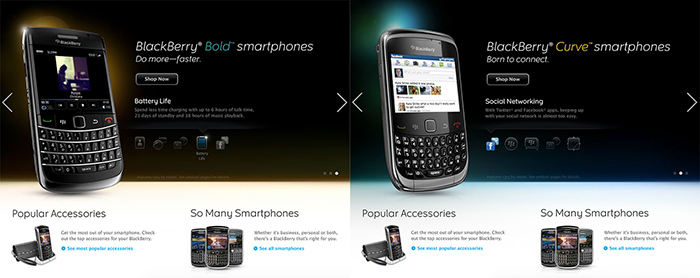 BlackBerry® Bold™ smartphones
Do more—faster.
Shop Now
Battery Life
Spend less time charging with up to 6 hours of talk time,
21 days of standby and 38 hours of music playback.
Battery
Life
Popular Accessories
Get the most out of your smartphone. Check
out the top accessories for your BlackBerry.
See most popular accessories
So Many Smartphones
Whether it's business, personal or both,
there's a BlackBerry that's right for you.
See all smartphones
BlackBerry
Purple
BlackBerry® Curve™ smartphones
Born to connect.
Shop Now
Social Networking
With Twitter® and Facebook® apps, keeping up
with your social network is almost too easy.
Popular Accessories
Get the most out of your smartphone. Check
out the top accessories for your BlackBerry.
See most popular accessories
So Many Smartphones
Whether it's business, personal or both,
there's a BlackBerry that's right for you.
See all smartphones
BlackBerry